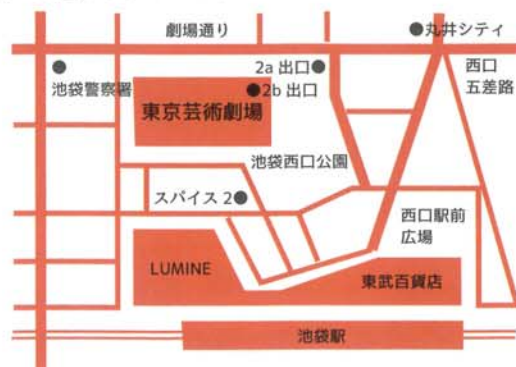 劇場通り
●丸井シティ
2a 出口●
西口
五差路
●
池袋警察署
●2b 出口
東京芸術劇場
池袋西口公園
スパイス 2●
西口駅前
広場
LUMINE
東武百貨店
池袋駅